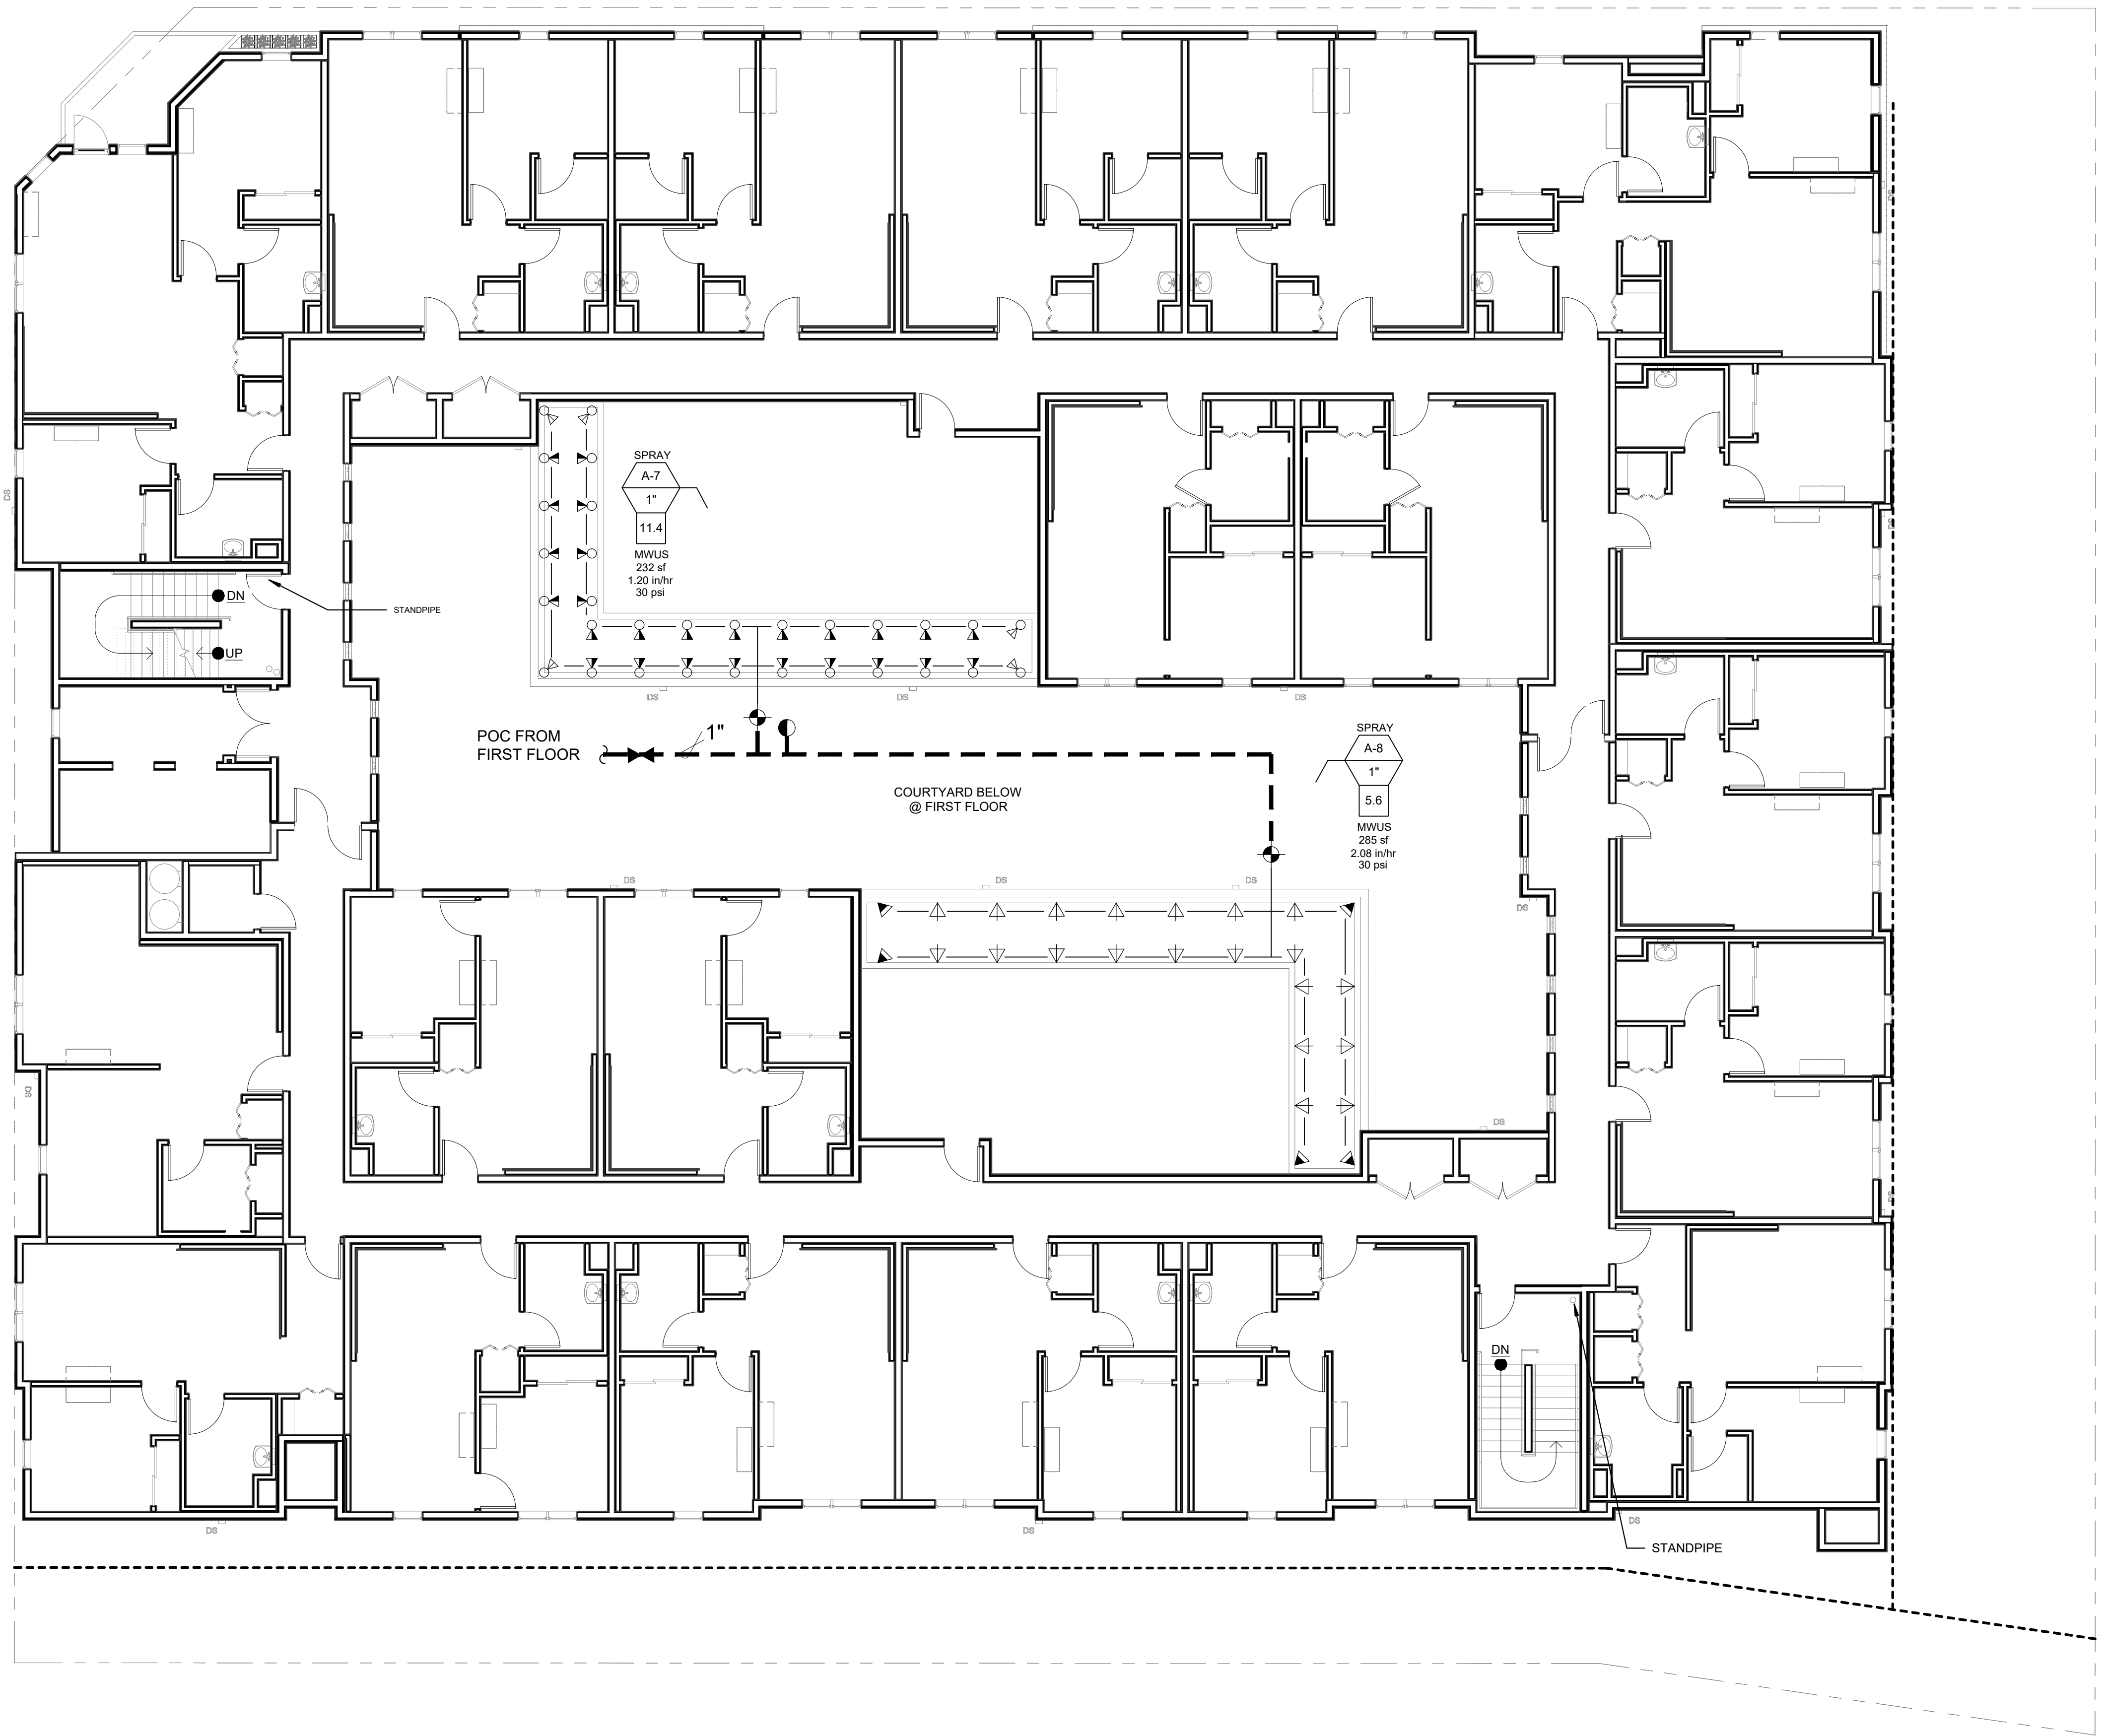 DS
DS
SPRAY
A-7
1"
11.4
MWUS
232 sf
1.20 in/hr
30 psi
DS
DN
STANDPIPE
UP
DS
DS
DS
POC FROM
FIRST FLOOR
1"
SPRAY
A-8
1"
5.6
MWUS
285 sf
2.08 in/hr
30 psi
COURTYARD BELOW
@ FIRST FLOOR
DS
DS
DS
DS
DS
DS
DS
DN
DS
DS
DS
STANDPIPE